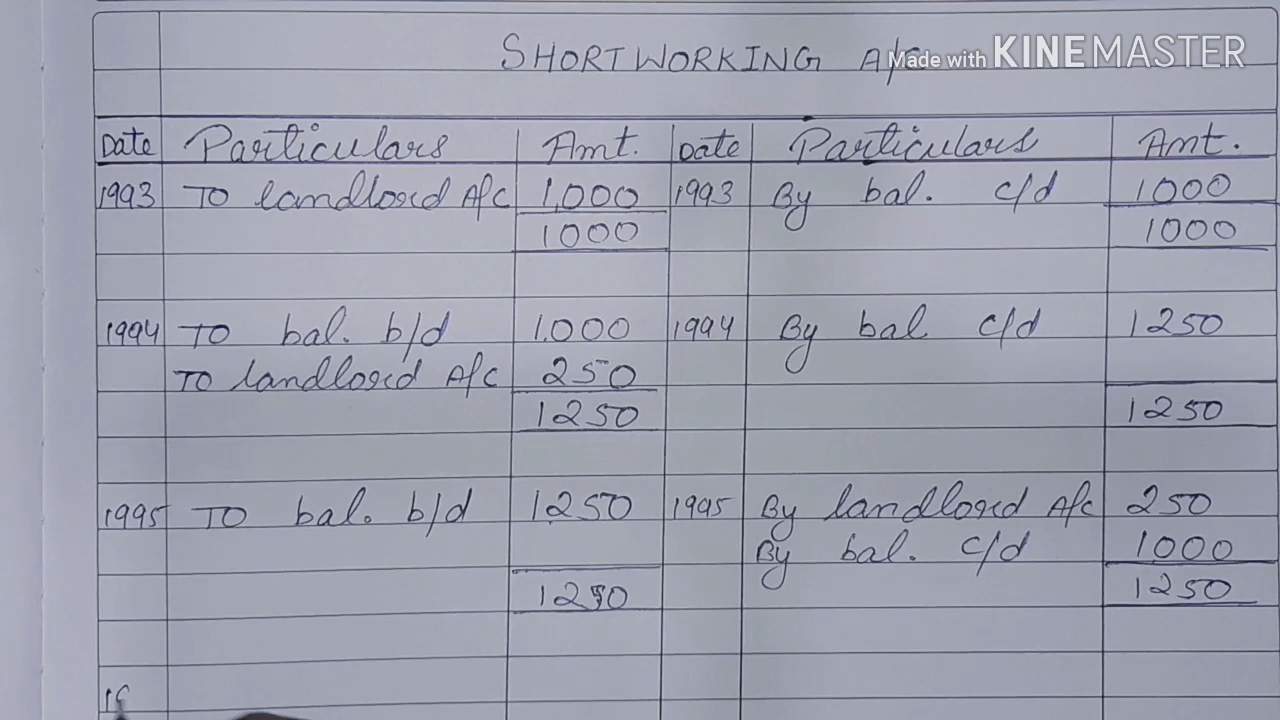 SHORTWORKING A/C
Made with KINEMASTER
Date Particulars Amt. Date Particulars Amt.
1993 To landlord A/c 1,000 1993 By bal. c/d 1000
1000 1000
1994 To bal. b/d 1,000 1994 By bal c/d 1250
To landlord A/c 250
1250 1250
1995 To bal. b/d 1250 1995 By landlord A/c 250
By bal. c/d 1000
1250 1250